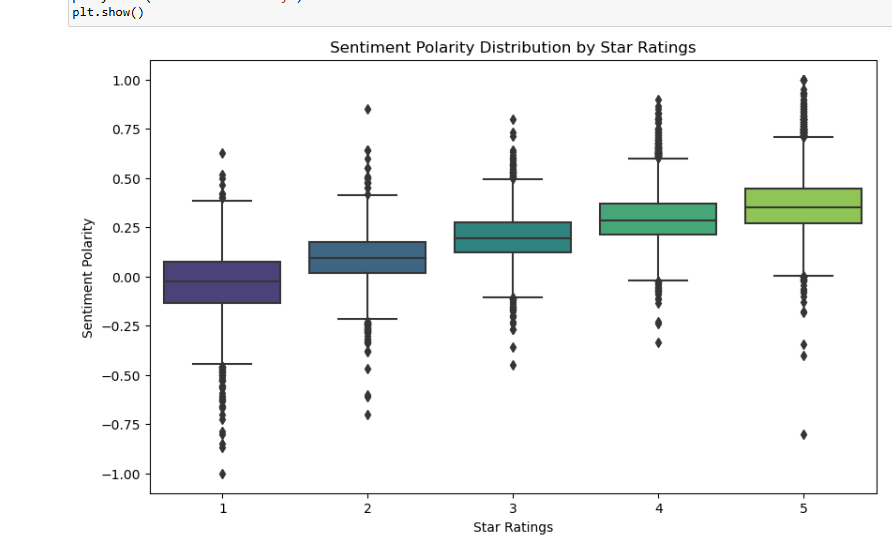 plt.show()
Sentiment Polarity Distribution by Star Ratings
1.00
0.75
0.50
0.25
0.00
−0.25
−0.50
−0.75
−1.00
Sentiment Polarity
1 2 3 4 5
Star Ratings